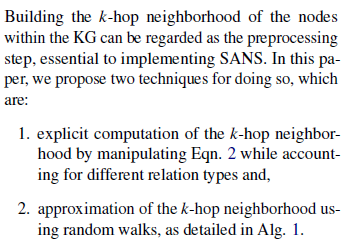 Building the k-hop neighborhood of the nodes
within the KG can be regarded as the preprocessing
step, essential to implementing SANS. In this pa-
per, we propose two techniques for doing so, which
are:
1. explicit computation of the k-hop neighbor-
hood by manipulating Eqn. 2 while account-
ing for different relation types and,
2. approximation of the k-hop neighborhood us-
ing random walks, as detailed in Alg. 1.